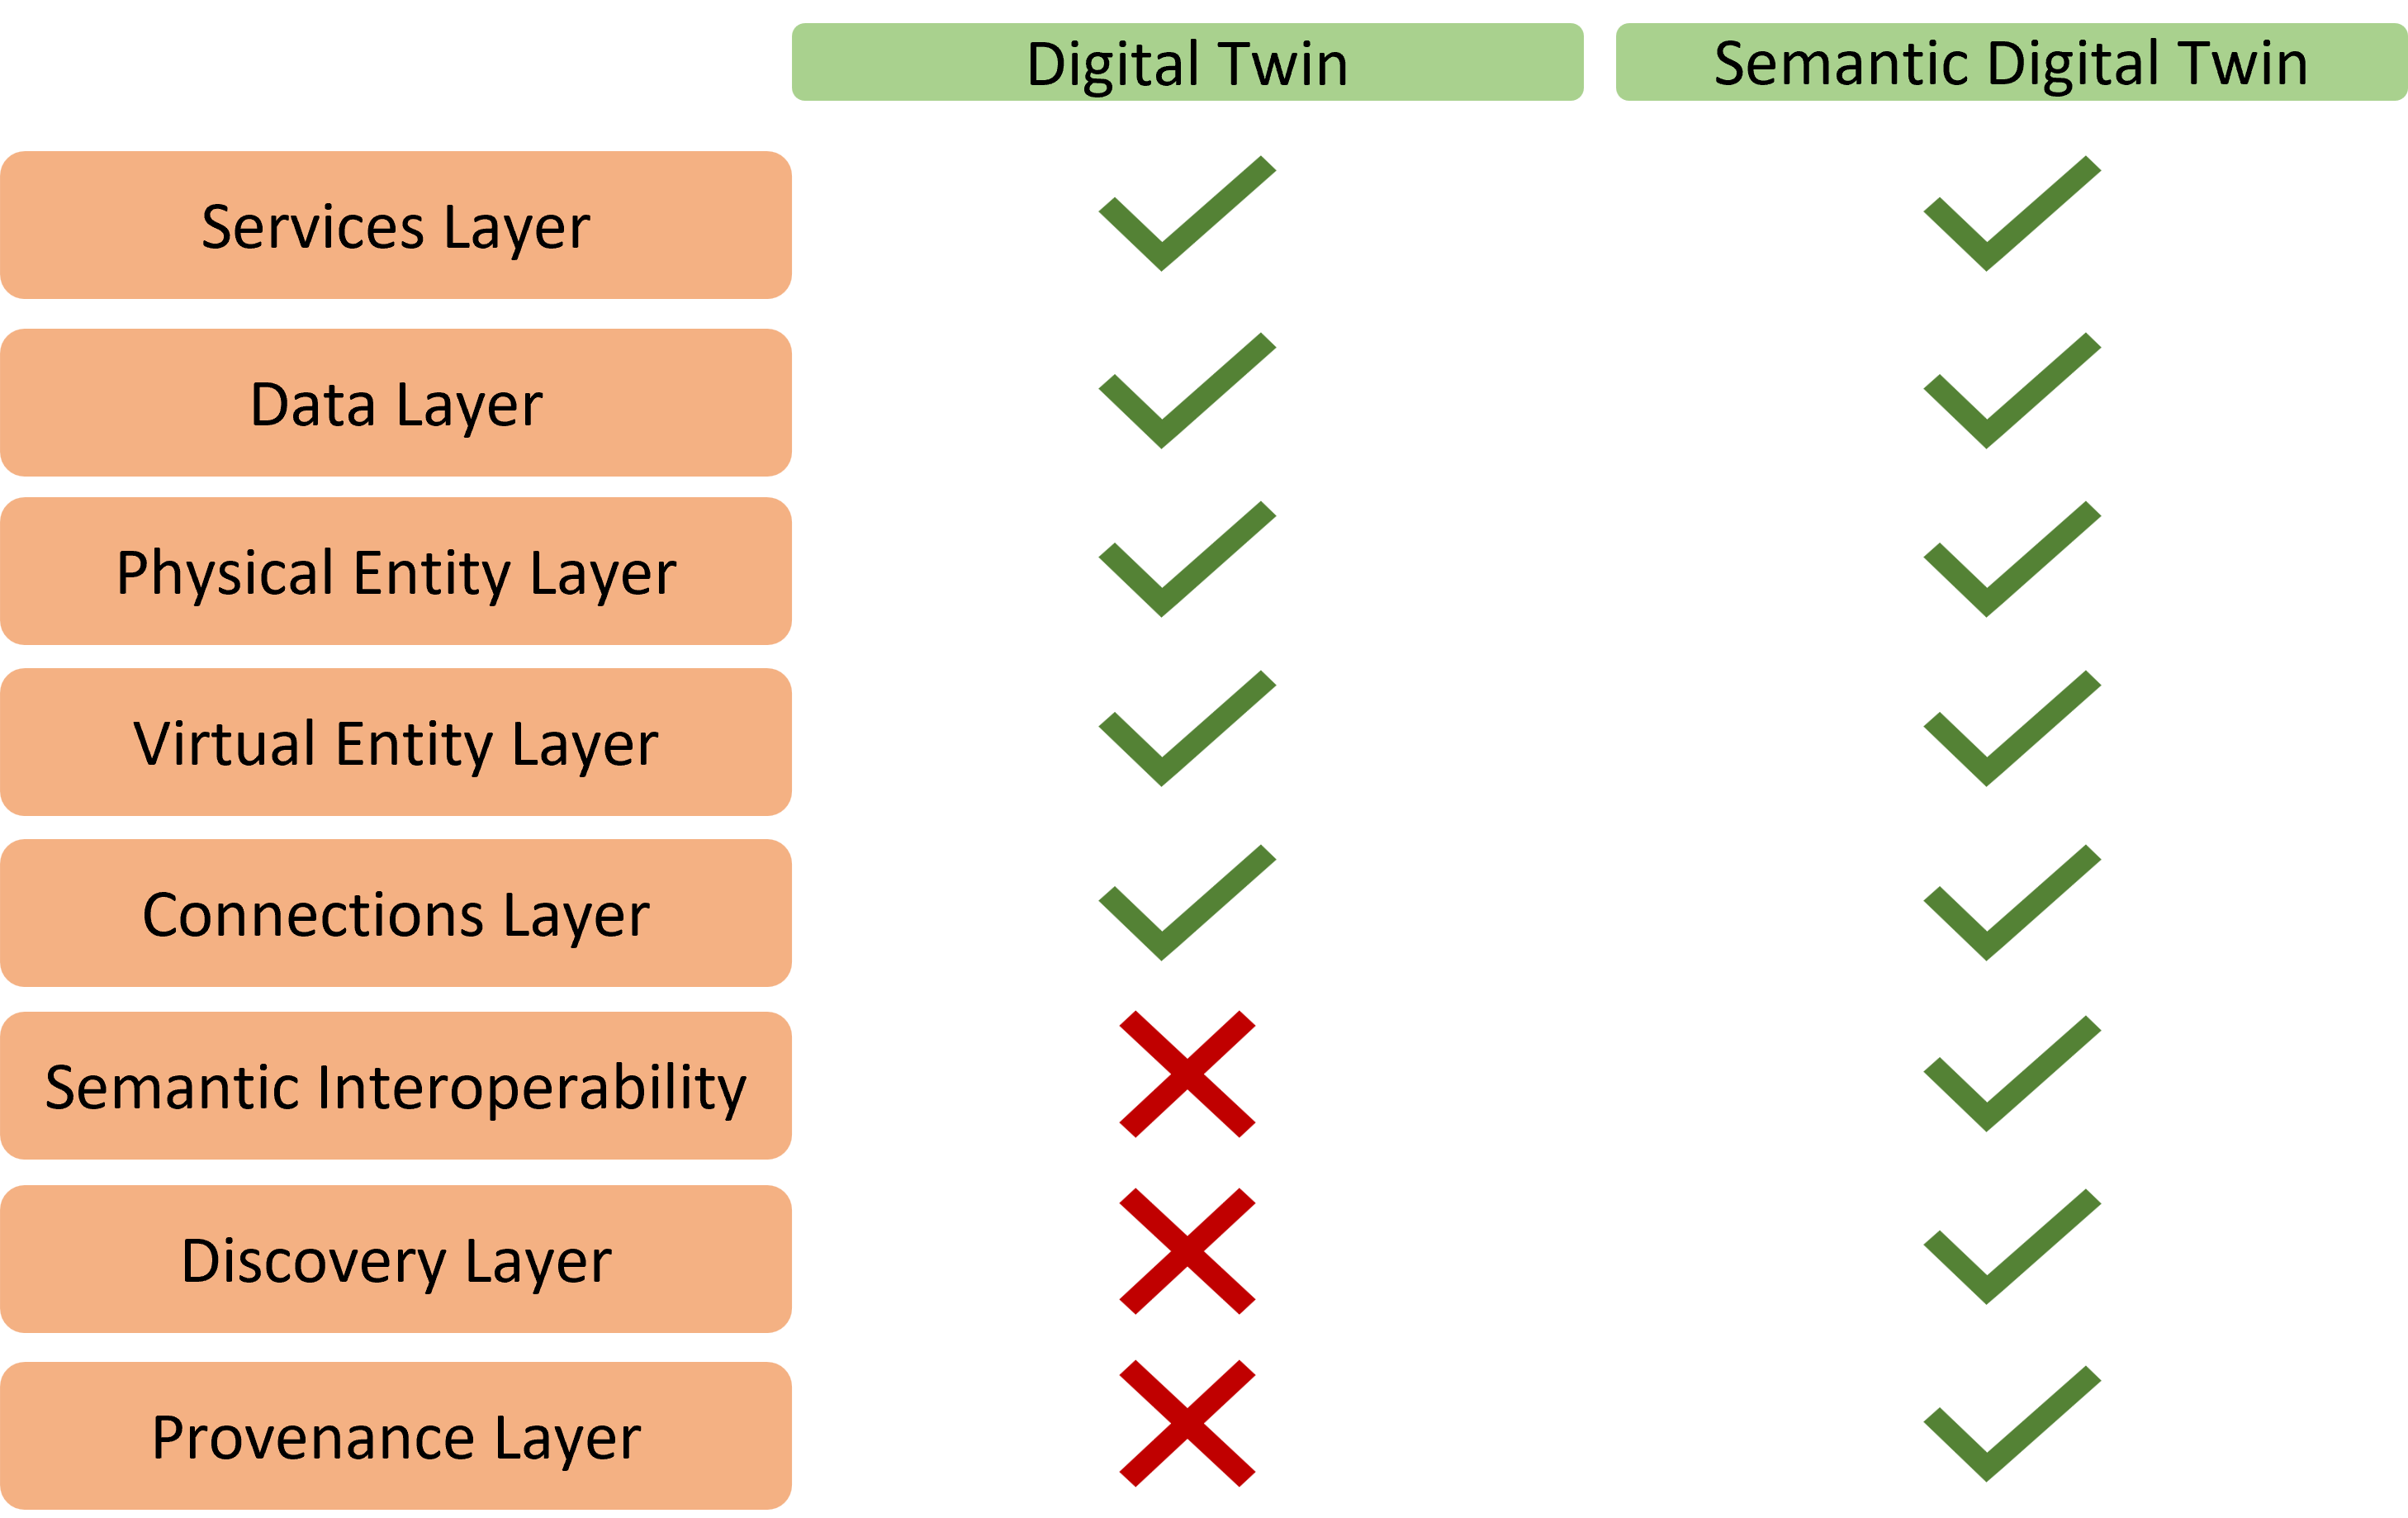 Digital Twin
Semantic Digital Twin
Services Layer
Data Layer
Physical Entity Layer
Virtual Entity Layer
Connections Layer
Semantic Interoperability
Discovery Layer
Provenance Layer